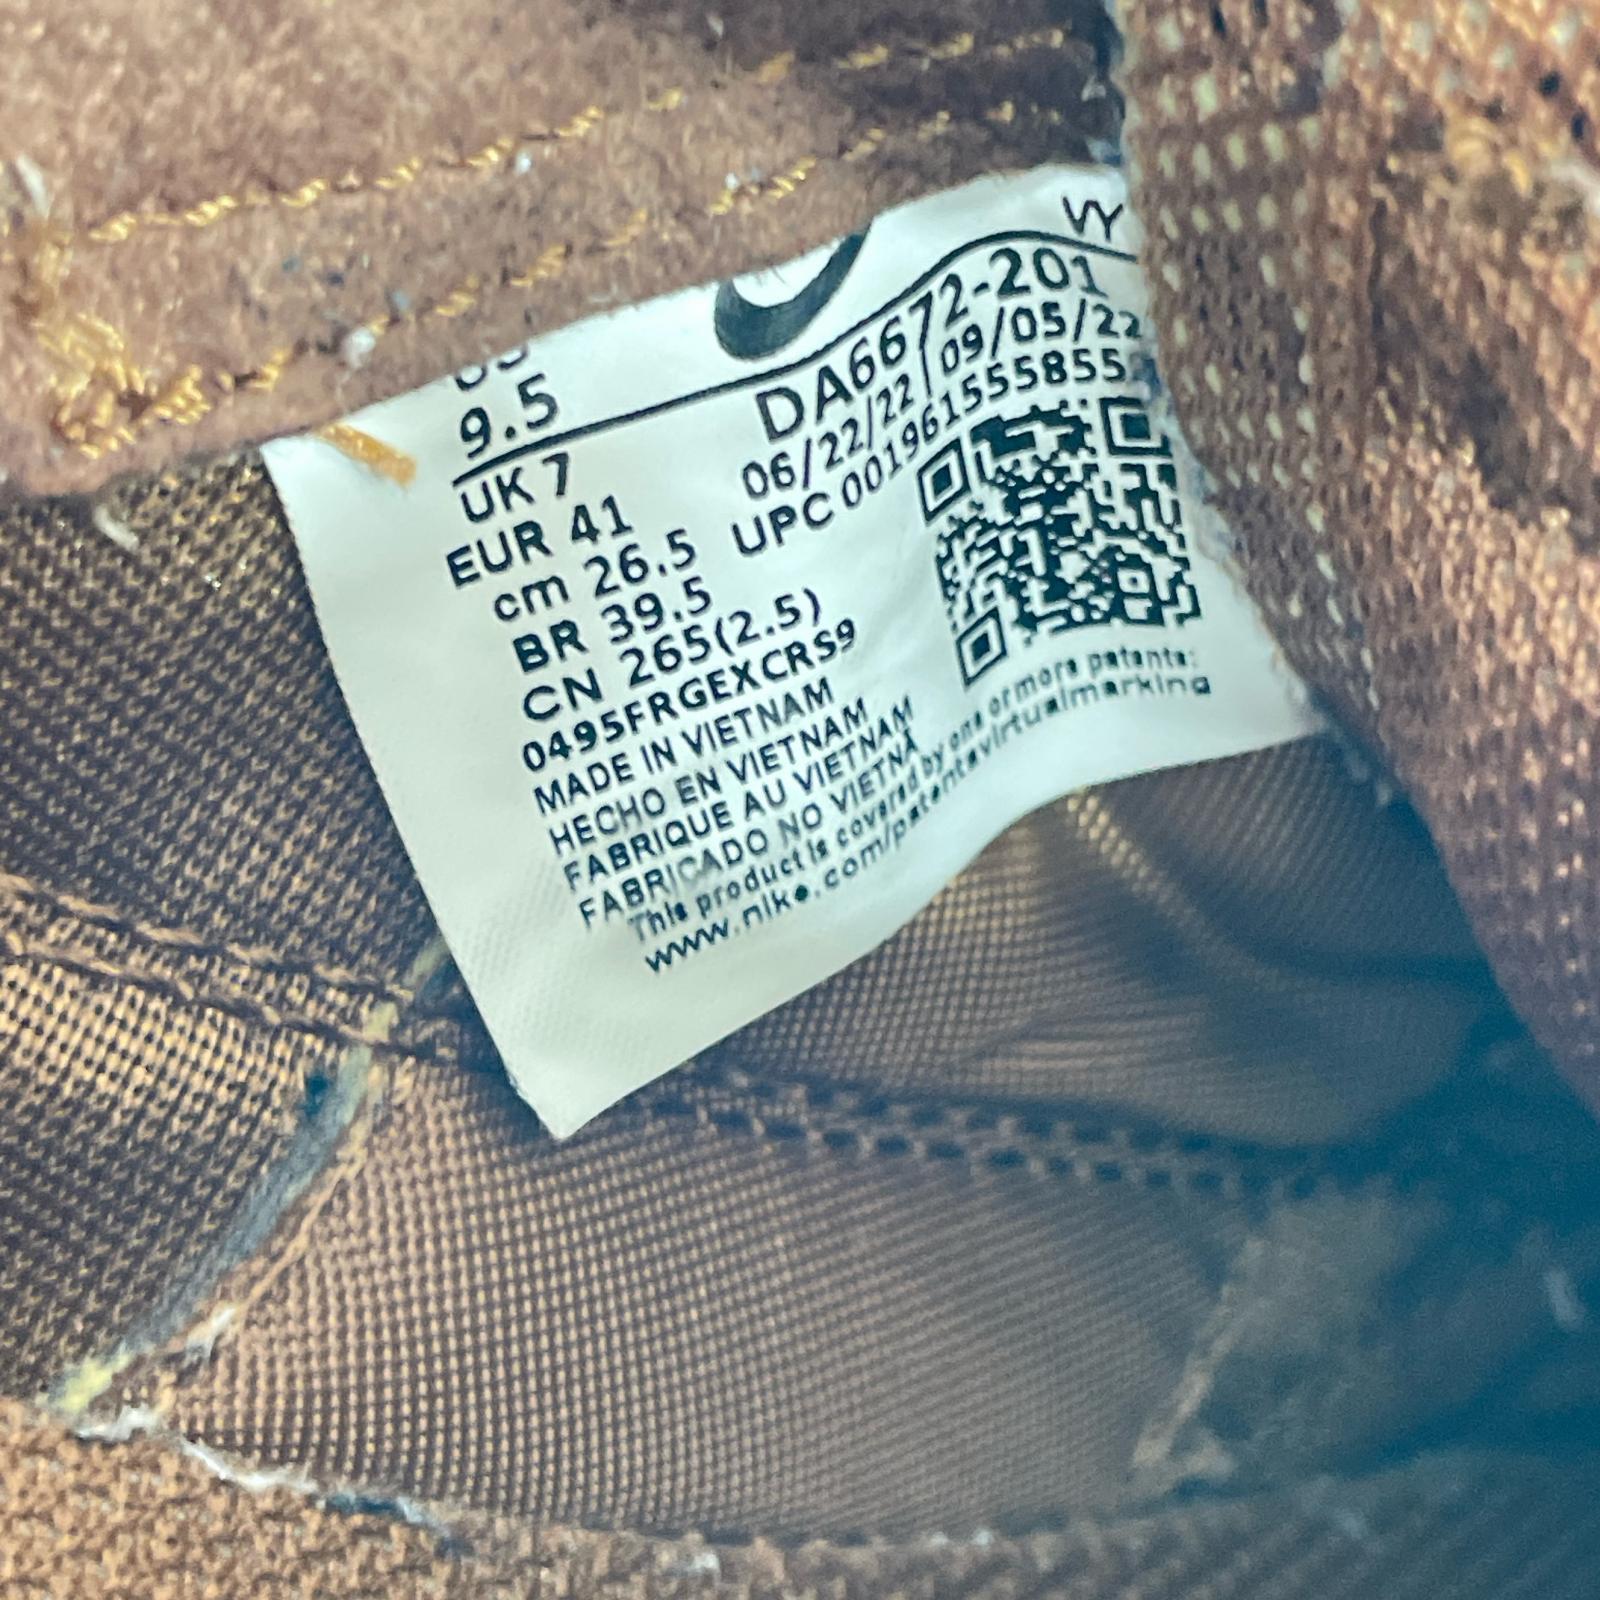 VY
9.5
DA6672-201
UK 7
06/22/22 | 09/05/22
EUR 41
UPC 00196155585
cm 26.5
BR 39.5
CN 265(2.5)
0495FRGEXCRS9
MADE IN VIETNAM
HECHO EN VIETNAM
FABRIQUE AU VIETNAM
FABRICADO NO VIETNÃ
This product is covered by one or more patents:
www.nike.com/patentsvirtualmarking